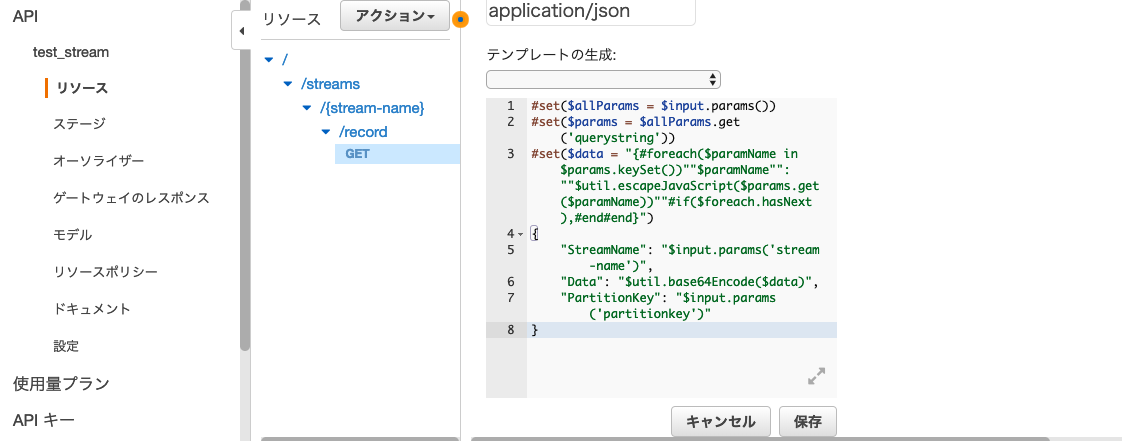 API
test_stream
リソース
ステージ
オーソライザー
ゲートウェイのレスポンス
モデル
リソースポリシー
ドキュメント
設定
使用量プラン
API キー
リソース
アクション
/
/streams
/{stream-name}
/record
GET
application/json
テンプレートの生成:
1 #set($allParams = $input.params())
2 #set($params = $allParams.get
('querystring'))
3 #set($data = "{#foreach($paramName in
$params.keySet())""$paramName"":
""$util.escapeJavaScript($params.get
($paramName))""#if($foreach.hasNext
),#end#end}")
4 {
5 "StreamName": "$input.params('stream
-name')",
6 "Data": "$util.base64Encode($data)",
7 "PartitionKey": "$input.params
('partitionkey')"
8 }
キャンセル
保存